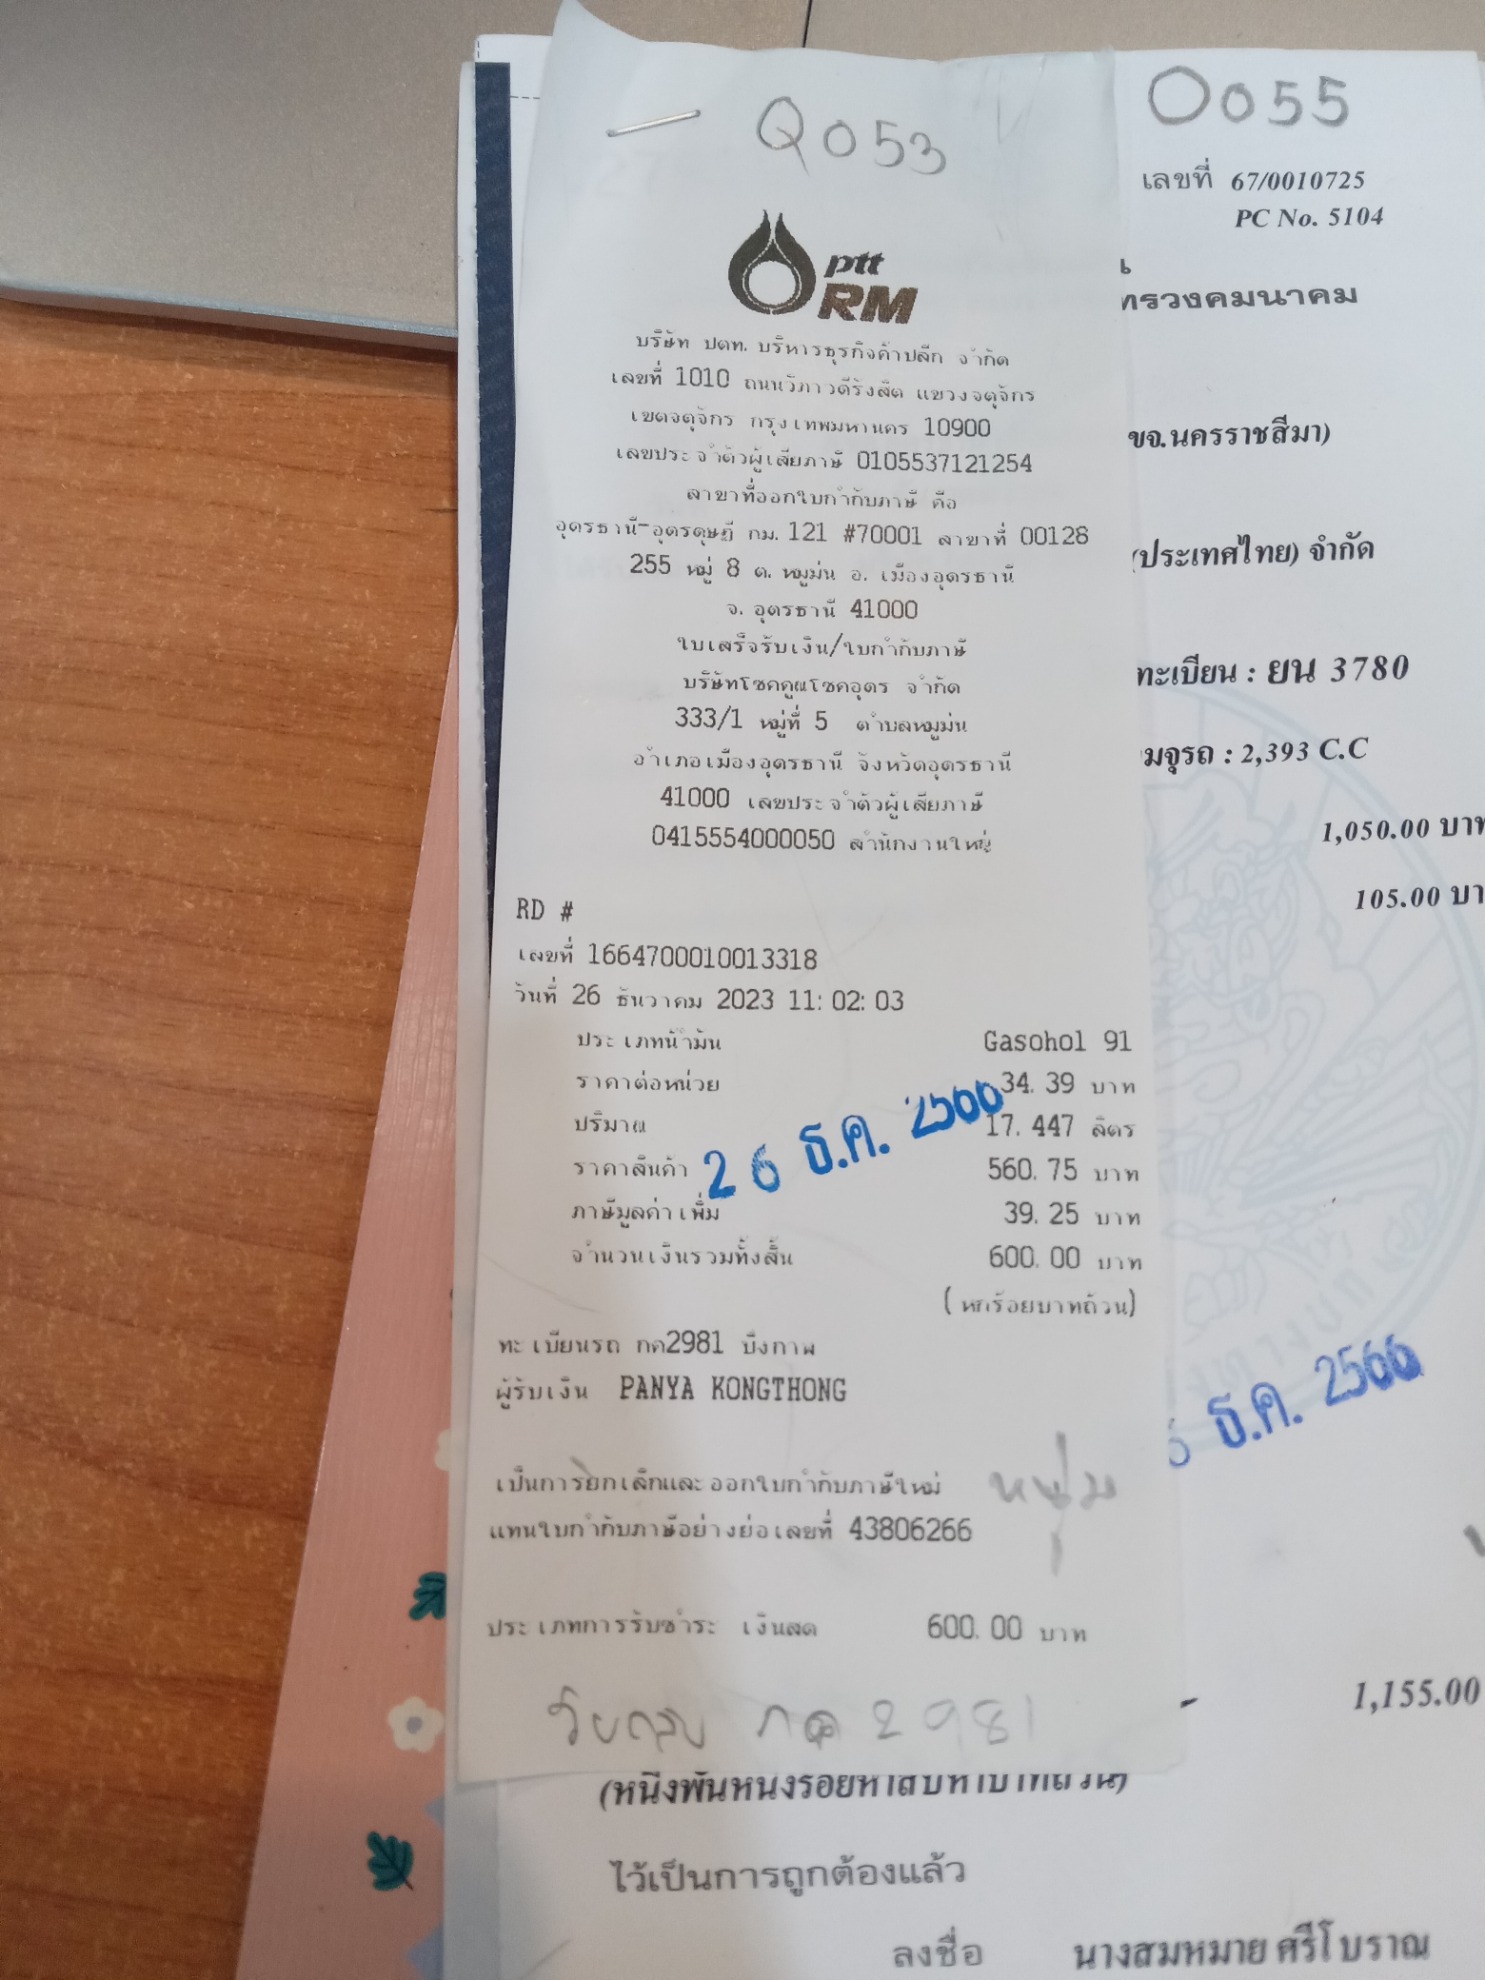 Q053
ptt
RM
บริษัท ปตท. บริหารธุรกิจค้าปลีก จำกัด
เลขที่ 1010 ถนนวิภาวดีรังสิต แขวงจตุจักร
เขตจตุจักร กรุงเทพมหานคร 10900
เลขประจำตัวผู้เสียภาษี 0105537121254
สาขาที่ออกใบกำกับภาษี คือ
อุดรธานี-อุดรดุษฎี กม. 121 #70001 สาขาที่ 00128
255 หมู่ 8 ต. หมูม่น อ. เมืองอุดรธานี
จ. อุดรธานี 41000
ใบเสร็จรับเงิน/ใบกำกับภาษี
บริษัทโชคคูณโชคอุดร จำกัด
333/1 หมู่ที่ 5 ตำบลหมูม่น
อำเภอเมืองอุดรธานี จังหวัดอุดรธานี
41000 เลขประจำตัวผู้เสียภาษี
0415554000050 สำนักงานใหญ่
RD #
เลขที่ 1664700010013318
วันที่ 26 ธันวาคม 2023 11:02:03
ประเภทน้ำมัน Gasohol 91
ราคาต่อหน่วย 34.39 บาท
ปริมาณ 17.447 ลิตร
ราคาสินค้า 560.75 บาท
ภาษีมูลค่าเพิ่ม 39.25 บาท
จำนวนเงินรวมทั้งสิ้น 600.00 บาท
(หกร้อยบาทถ้วน)
26 ธ.ค. 2566
ทะเบียนรถ กด2981 บึงกาฬ
ผู้รับเงิน PANYA KONGTHONG
เป็นการยกเลิกและออกใบกำกับภาษีใหม่
แทนใบกำกับภาษีอย่างย่อเลขที่ 43806266
หนุ่ม
ประเภทการรับชำระ เงินสด 600.00 บาท
2981
O055
เลขที่ 67/0010725
PC No. 5104
ทรวงคมนาคม
ขจ.นครราชสีมา)
(ประเทศไทย) จำกัด
ทะเบียน : ยน 3780
มจุรถ : 2,393 C.C
1,050.00 บาท
105.00 บา
ธ.ค. 2566
1,155.00
(หนึ่งพันหนึ่งร้อยห้าสิบห้าบาทถ้วน)
ไว้เป็นการถูกต้องแล้ว
ลงชื่อ นางสมหมาย ศรีโบราณ